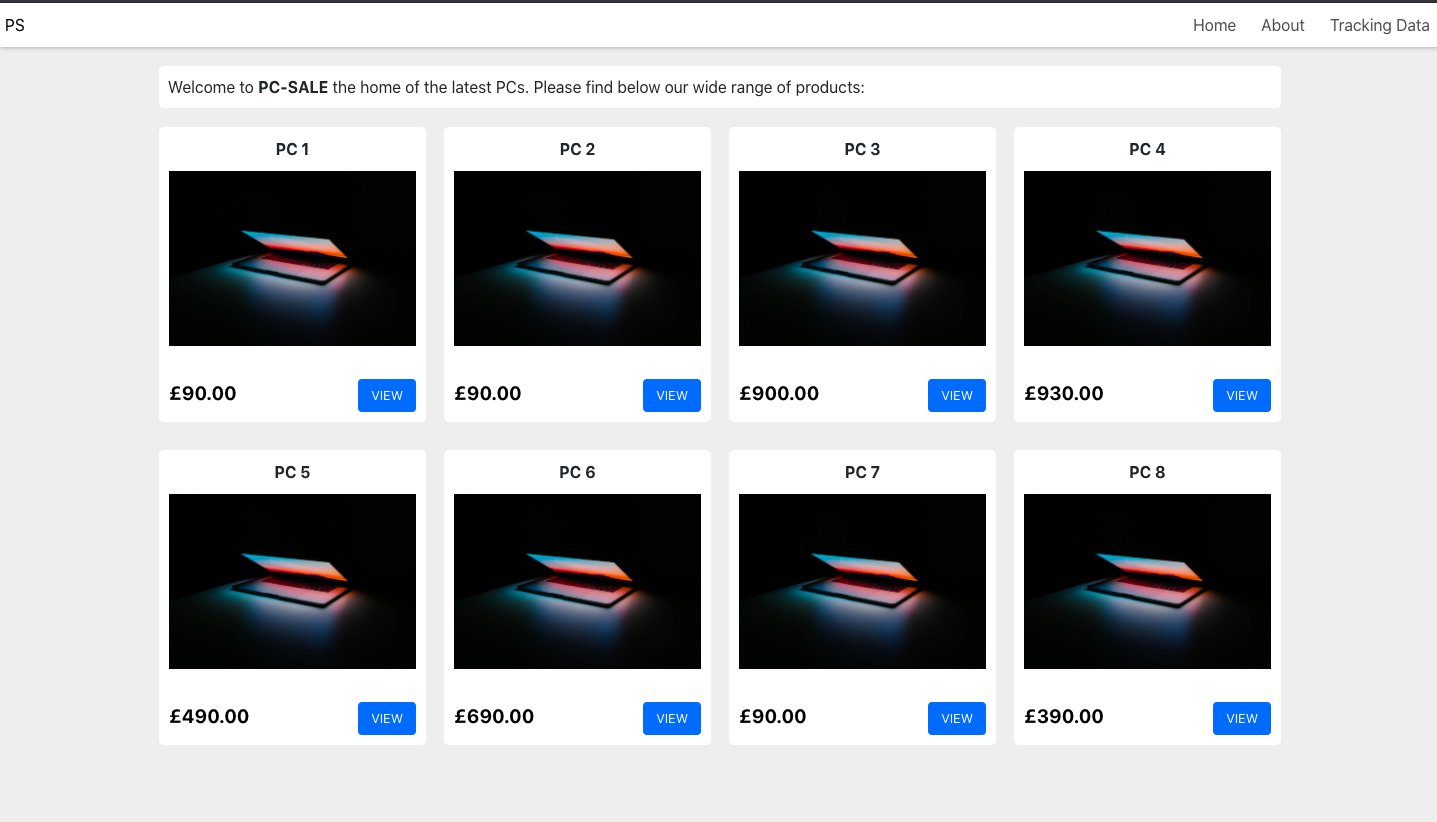 PS
Home About Tracking Data
Welcome to PC-SALE the home of the latest PCs. Please find below our wide range of products:
PC 1 PC 2 PC 3 PC 4
£90.00 VIEW £90.00 VIEW £900.00 VIEW £930.00 VIEW
PC 5 PC 6 PC 7 PC 8
£490.00 VIEW £690.00 VIEW £90.00 VIEW £390.00 VIEW